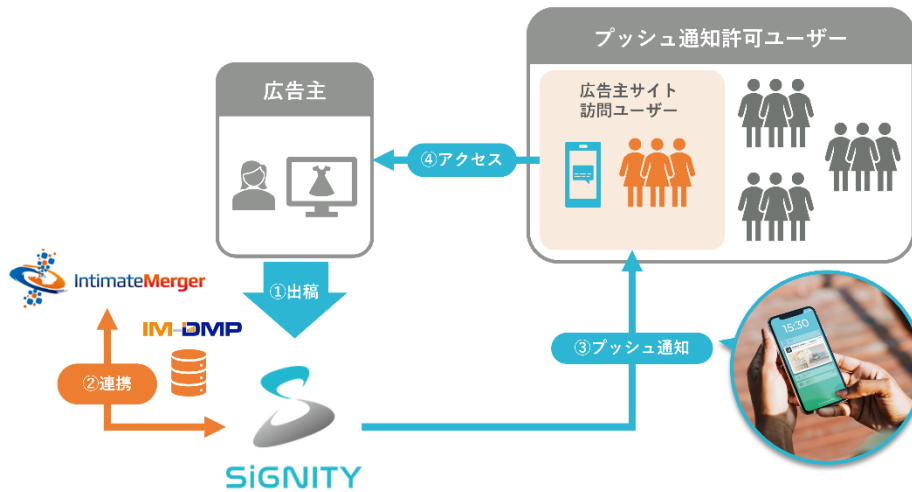 プッシュ通知許可ユーザー
広告主
広告主サイト
訪問ユーザー
④アクセス
IntimateMerger
①出稿
IM-DMP
②連携
③プッシュ通知
15:30
SiGNITY